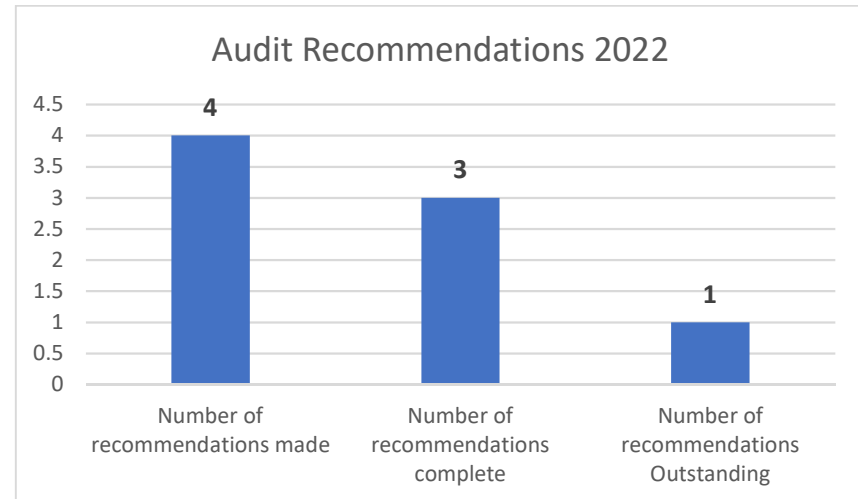 Audit Recommendations 2022
4.5
4
3.5
3
2.5
2
1.5
1
0.5
0
4
3
1
Number of
recommendations made
Number of
recommendations
complete
Number of
recommendations
Outstanding